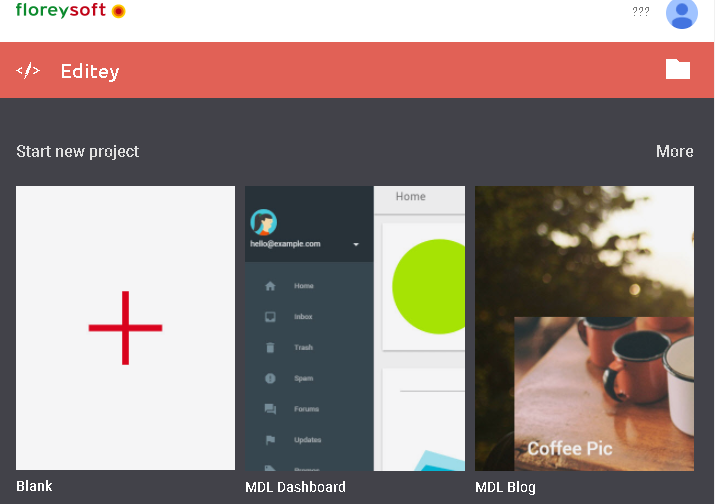 floreysoft
???
</> Editey
Start new project
More
hello@example.com
Home
Inbox
Trash
Spam
Forums
Updates
Promos
Home
Coffee Pic
Blank
MDL Dashboard
MDL Blog